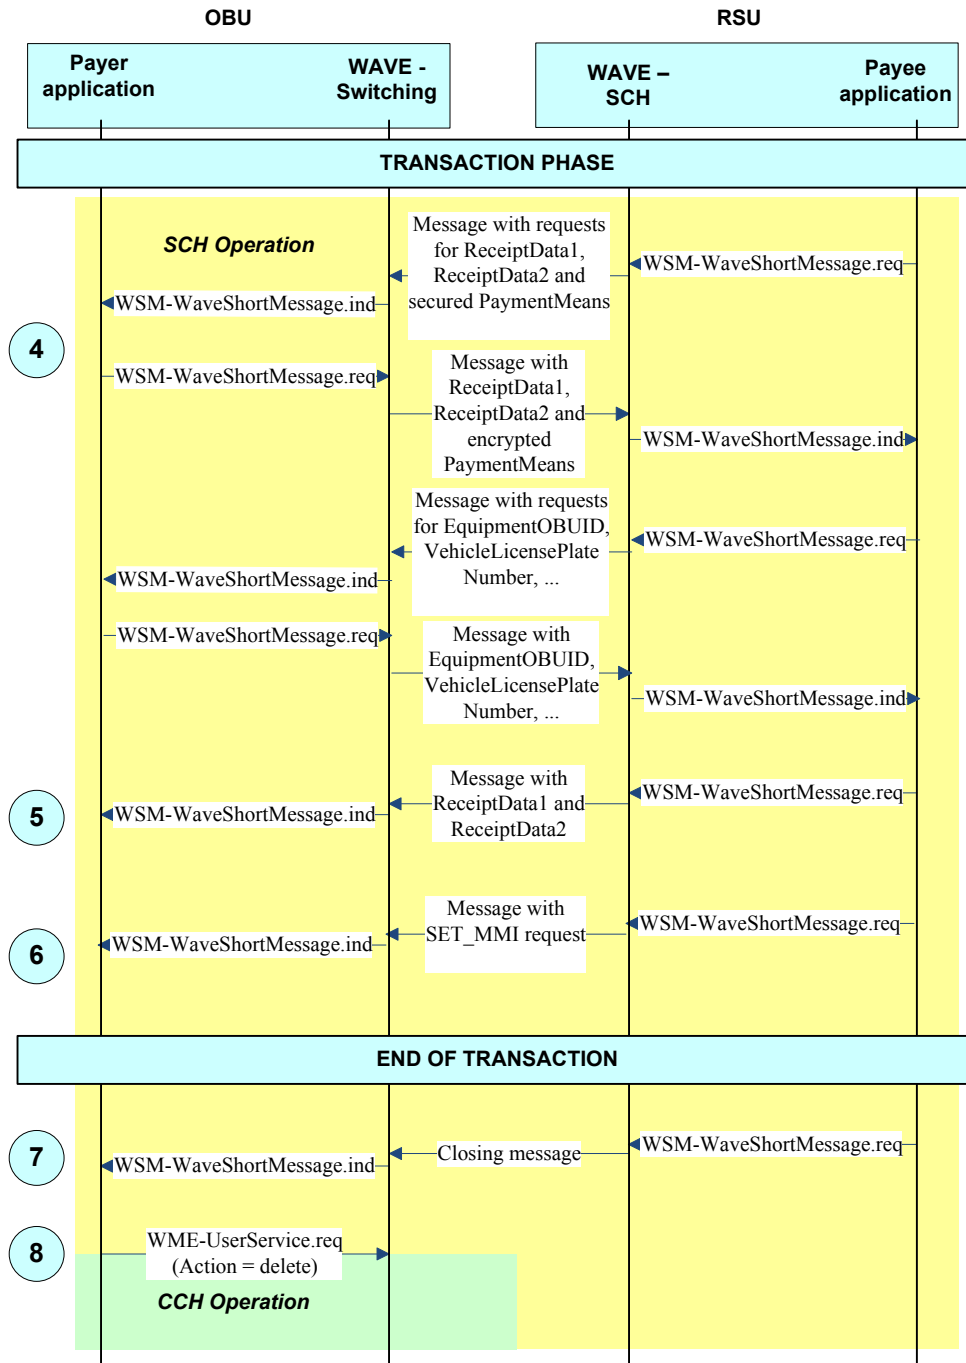 OBU
RSU
Payer
application
WAVE -
Switching
WAVE –
SCH
Payee
application
TRANSACTION PHASE
SCH Operation
Message with requests
for ReceiptData1,
ReceiptData2 and
secured PaymentMeans
WSM-WaveShortMessage.req
WSM-WaveShortMessage.ind
4
WSM-WaveShortMessage.req
Message with
ReceiptData1,
ReceiptData2 and
encrypted
PaymentMeans
WSM-WaveShortMessage.ind
Message with requests
for EquipmentOBUID,
VehicleLicensePlate
Number, ...
WSM-WaveShortMessage.req
WSM-WaveShortMessage.ind
WSM-WaveShortMessage.req
Message with
EquipmentOBUID,
VehicleLicensePlate
Number, ...
WSM-WaveShortMessage.ind
5
Message with
ReceiptData1 and
ReceiptData2
WSM-WaveShortMessage.req
WSM-WaveShortMessage.ind
6
Message with
SET_MMI request
WSM-WaveShortMessage.req
WSM-WaveShortMessage.ind
END OF TRANSACTION
7
WSM-WaveShortMessage.req
Closing message
WSM-WaveShortMessage.ind
8
WME-UserService.req
(Action = delete)
CCH Operation